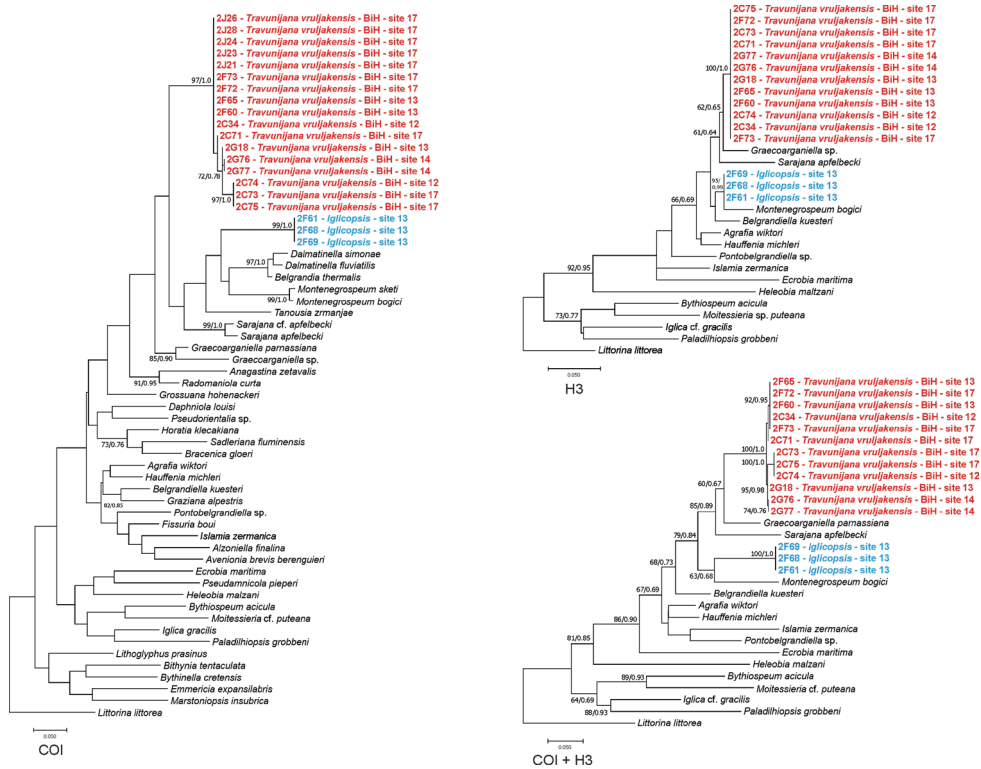 2J26 - Travunijana vruljakensis - BiH - site 17
2J28 - Travunijana vruljakensis - BiH - site 17
2J24 - Travunijana vruljakensis - BiH - site 17
2J23 - Travunijana vruljakensis - BiH - site 17
2J21 - Travunijana vruljakensis - BiH - site 17
97/1.0
2F73 - Travunijana vruljakensis - BiH - site 17
2F72 - Travunijana vruljakensis - BiH - site 17
2F65 - Travunijana vruljakensis - BiH - site 13
2F60 - Travunijana vruljakensis - BiH - site 13
2C34 - Travunijana vruljakensis - BiH - site 12
2C71 - Travunijana vruljakensis - BiH - site 17
2G18 - Travunijana vruljakensis - BiH - site 13
2G76 - Travunijana vruljakensis - BiH - site 14
2G77 - Travunijana vruljakensis - BiH - site 14
72/0.78
2C74 - Travunijana vruljakensis - BiH - site 12
2C73 - Travunijana vruljakensis - BiH - site 17
97/1.0
2C75 - Travunijana vruljakensis - BiH - site 17
2F61 - Iglicopsis - site 13
99/1.0
2F68 - Iglicopsis - site 13
2F69 - Iglicopsis - site 13
Dalmatinella simonae
97/1.0
Dalmatinella fluviatilis
Belgrandia thermalis
Montenegrospeum sketi
99/1.0
Montenegrospeum bogici
Tanousia zrmanjae
99/1.0
Sarajana cf. apfelbecki
Sarajana apfelbecki
Graecoarganiella parnassiana
85/0.90
Graecoarganiella sp.
Anagastina zetavalis
91/0.95
Radomaniola curta
Grossuana hohenackeri
Daphniola louisi
Pseudorientalia sp.
Horatia klecakiana
73/0.76
Sadleriana fluminensis
Bracenica gloeri
Agrafia wiktori
Hauffenia michleri
Belgrandiella kuesteri
Graziana alpestris
82/0.85
Pontobelgrandiella sp.
Fissuria boui
Islamia zermanica
Alzoniella finalina
Avenionia brevis berenguieri
Ecrobia maritima
Pseudamnicola pieperi
Heleobia malzani
Bythiospeum acicula
Moitessieria cf. puteana
Iglica gracilis
Paladilhiopsis grobbeni
Lithoglyphus prasinus
Bithynia tentaculata
Bythinella cretensis
Emmericia expansilabris
Marstoniopsis insubrica
Littorina littorea
0.050
COI
2C75 - Travunijana vruljakensis - BiH - site 17
2F72 - Travunijana vruljakensis - BiH - site 17
2C73 - Travunijana vruljakensis - BiH - site 17
2C71 - Travunijana vruljakensis - BiH - site 17
2G77 - Travunijana vruljakensis - BiH - site 14
2G76 - Travunijana vruljakensis - BiH - site 14
100/1.0
2G18 - Travunijana vruljakensis - BiH - site 13
2F65 - Travunijana vruljakensis - BiH - site 13
2F60 - Travunijana vruljakensis - BiH - site 13
62/0.65
2C74 - Travunijana vruljakensis - BiH - site 12
2C34 - Travunijana vruljakensis - BiH - site 12
61/0.64
2F73 - Travunijana vruljakensis - BiH - site 17
Graecoarganiella sp.
Sarajana apfelbecki
2F69 - Iglicopsis - site 13
95/
0.99
2F68 - Iglicopsis - site 13
2F61 - Iglicopsis - site 13
66/0.69
Montenegrospeum bogici
Belgrandiella kuesteri
Agrafia wiktori
Hauffenia michleri
Pontobelgrandiella sp.
92/0.95
Islamia zermanica
Ecrobia maritima
Heleobia maltzani
Bythiospeum acicula
73/0.77
Moitessieria sp. puteana
Iglica cf. gracilis
Paladilhiopsis grobbeni
Littorina littorea
0.050
H3
2F65 - Travunijana vruljakensis - BiH - site 13
92/0.95
2F72 - Travunijana vruljakensis - BiH - site 17
2F60 - Travunijana vruljakensis - BiH - site 13
2C34 - Travunijana vruljakensis - BiH - site 12
2F73 - Travunijana vruljakensis - BiH - site 17
2C71 - Travunijana vruljakensis - BiH - site 17
100/1.0
2C73 - Travunijana vruljakensis - BiH - site 17
100/1.0
2C75 - Travunijana vruljakensis - BiH - site 17
2C74 - Travunijana vruljakensis - BiH - site 12
60/0.67
95/0.98
2G18 - Travunijana vruljakensis - BiH - site 13
2G76 - Travunijana vruljakensis - BiH - site 14
74/0.76
2G77 - Travunijana vruljakensis - BiH - site 14
85/0.89
Graecoarganiella parnassiana
Sarajana apfelbecki
79/0.84
2F69 - Iglicopsis - site 13
100/1.0
2F68 - Iglicopsis - site 13
2F61 - Iglicopsis - site 13
68/0.73
63/0.68
Montenegrospeum bogici
67/0.69
Belgrandiella kuesteri
Agrafia wiktori
Hauffenia michleri
86/0.90
Islamia zermanica
Pontobelgrandiella sp.
81/0.85
Ecrobia maritima
Heleobia malzani
89/0.93
Bythiospeum acicula
Moitessieria cf. puteana
64/0.69
Iglica cf. gracilis
88/0.93
Paladilhiopsis grobbeni
Littorina littorea
0.050
COI + H3